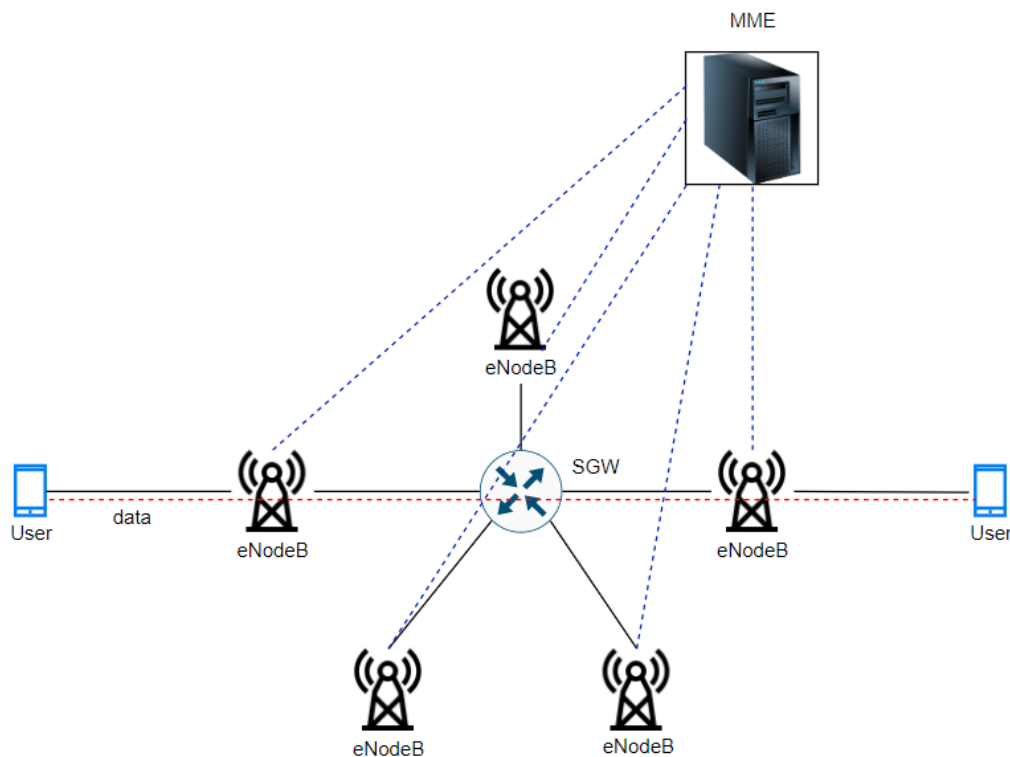 MME
eNodeB
SGW
User
data
eNodeB
eNodeB
User
eNodeB
eNodeB